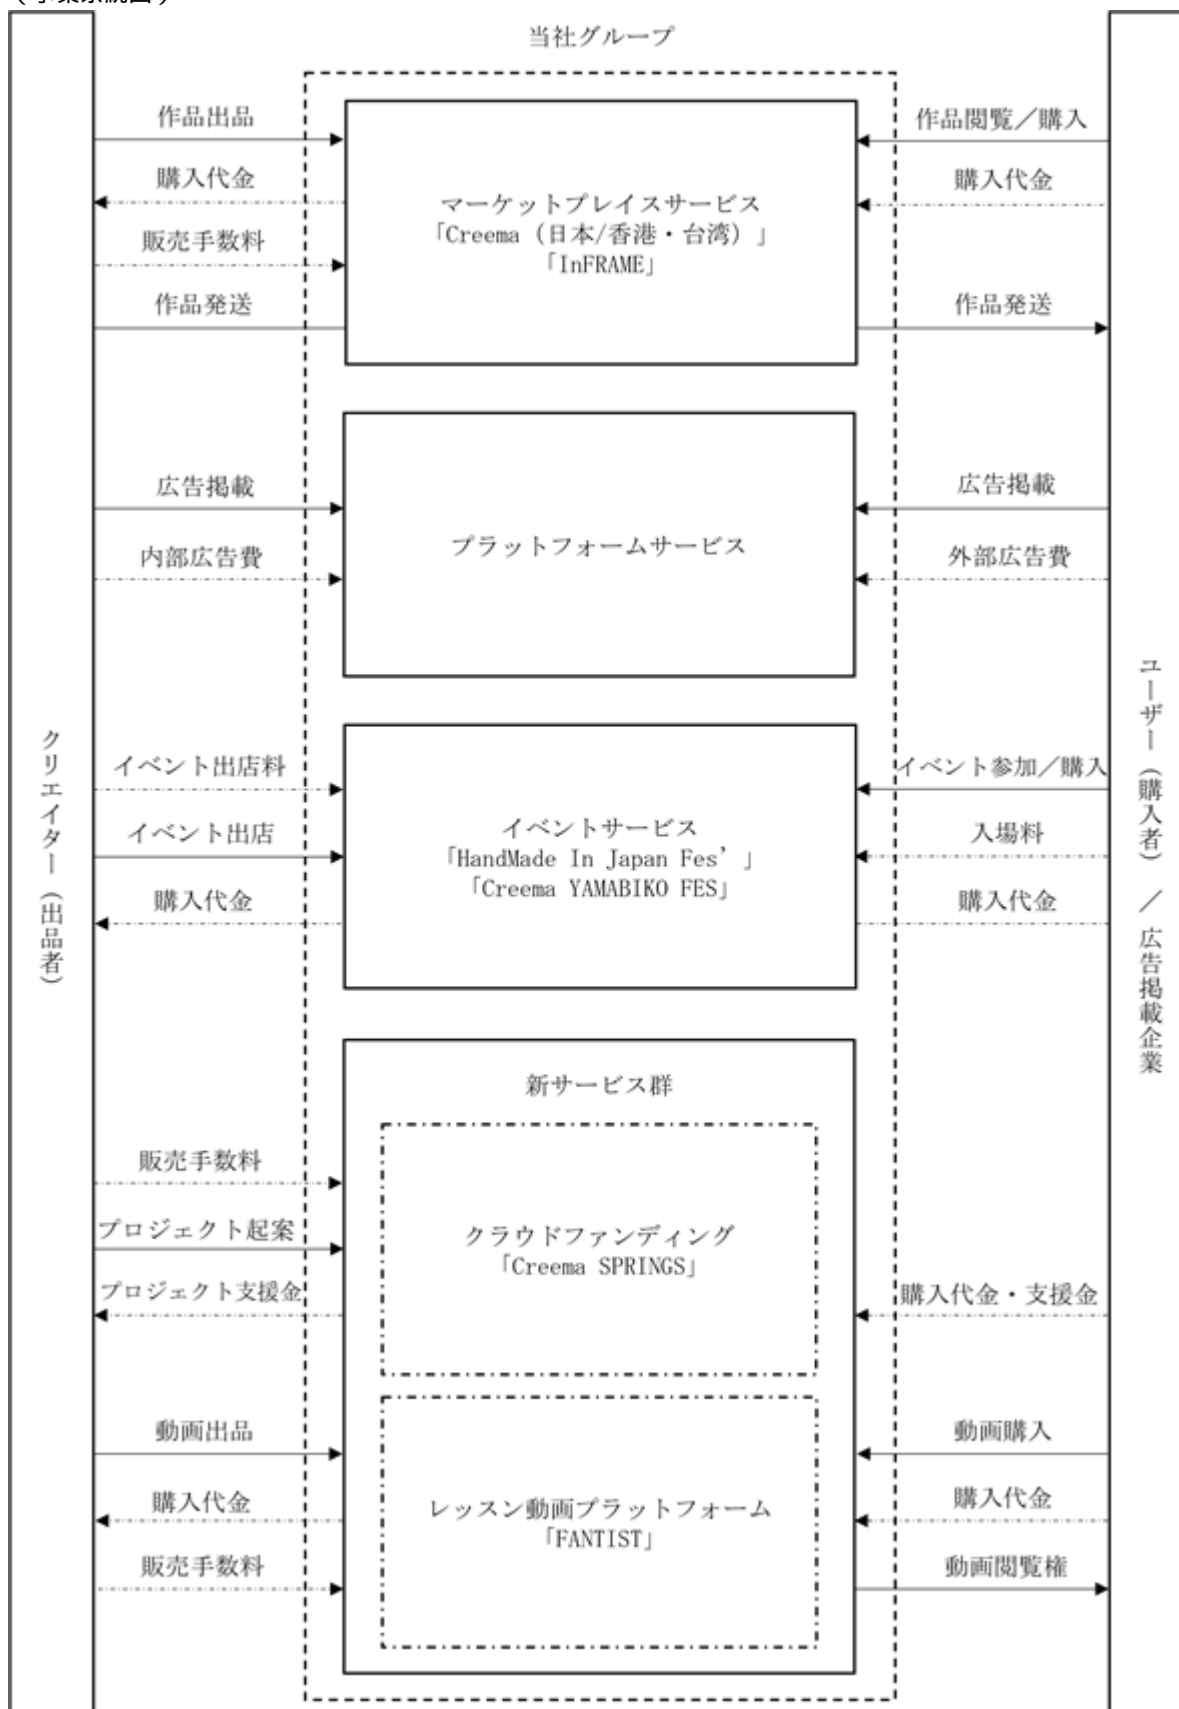 （事業系統図）
当社グループ
作品出品
購入代金
販売手数料
作品発送
マーケットプレイスサービス
「Creema（日本/香港・台湾）」
「InFRAME」
作品閲覧／購入
購入代金
作品発送
広告掲載
内部広告費
プラットフォームサービス
広告掲載
外部広告費
クリエイター（出品者）
イベント出店料
イベント出店
購入代金
イベントサービス
「HandMade In Japan Fes’」
「Creema YAMABIKO FES」
イベント参加／購入
入場料
購入代金
ユーザー（購入者）／広告掲載企業
新サービス群
販売手数料
プロジェクト起案
プロジェクト支援金
クラウドファンディング
「Creema SPRINGS」
購入代金・支援金
動画出品
購入代金
販売手数料
レッスン動画プラットフォーム
「FANTIST」
動画購入
購入代金
動画閲覧権